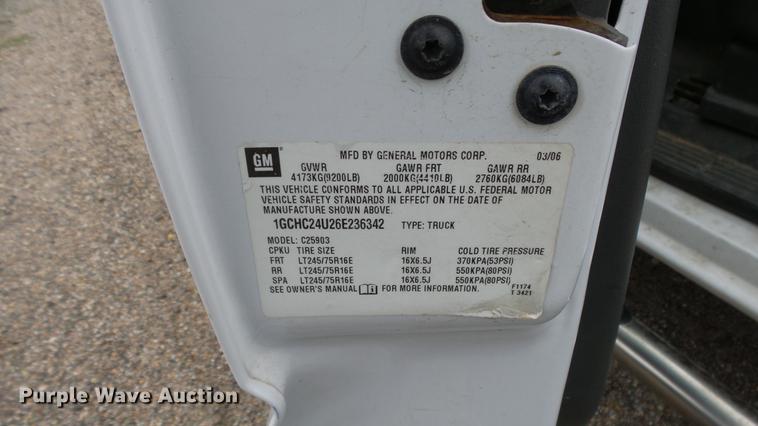 GM
MFD BY GENERAL MOTORS CORP. 03/06
GVWR GAWR FRT GAWR RR
4173KG(9200LB) 2000KG(4410LB) 2760KG(6084LB)
THIS VEHICLE CONFORMS TO ALL APPLICABLE U.S. FEDERAL MOTOR
VEHICLE SAFETY STANDARDS IN EFFECT ON THE DATE OF
MANUFACTURE SHOWN ABOVE.
1GCHC24U26E236342 TYPE: TRUCK
MODEL: C25903
CPKU TIRE SIZE RIM COLD TIRE PRESSURE
FRT LT245/75R16E 16X6.5J 370KPA(53PSI)
RR LT245/75R16E 16X6.5J 550KPA(80PSI)
SPA LT245/75R16E 16X6.5J 550KPA(80PSI)
SEE OWNER'S MANUAL FOR MORE INFORMATION.
F1174
T 3421
Purple Wave Auction